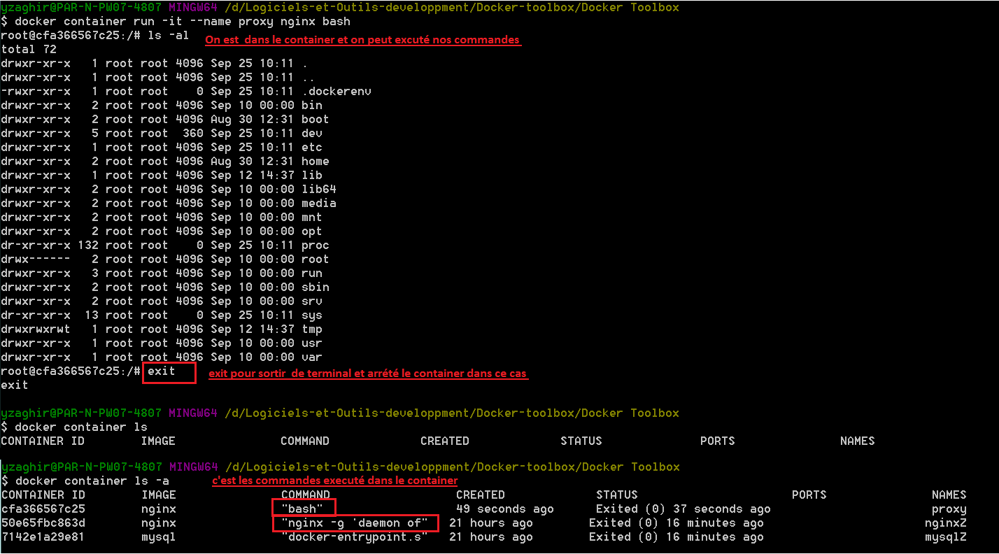 yzaghir@PAR-N-PW07-4807 MINGW64 /d/Logiciels-et-Outils-developpment/Docker-toolbox/Docker Toolbox
$ docker container run -it --name proxy nginx bash
root@cfa366567c25:/# ls -al
On est dans le container et on peut excuté nos commandes
total 72
drwxr-xr-x 1 root root 4096 Sep 25 10:11 .
drwxr-xr-x 1 root root 4096 Sep 25 10:11 ..
-rwxr-xr-x 1 root root 0 Sep 25 10:11 .dockerenv
drwxr-xr-x 2 root root 4096 Sep 10 00:00 bin
drwxr-xr-x 2 root root 4096 Aug 30 12:31 boot
drwxr-xr-x 5 root root 360 Sep 25 10:11 dev
drwxr-xr-x 1 root root 4096 Sep 25 10:11 etc
drwxr-xr-x 2 root root 4096 Aug 30 12:31 home
drwxr-xr-x 1 root root 4096 Sep 12 14:37 lib
drwxr-xr-x 2 root root 4096 Sep 10 00:00 lib64
drwxr-xr-x 2 root root 4096 Sep 10 00:00 media
drwxr-xr-x 2 root root 4096 Sep 10 00:00 mnt
drwxr-xr-x 2 root root 4096 Sep 10 00:00 opt
dr-xr-xr-x 132 root root 0 Sep 25 10:11 proc
drwx------ 2 root root 4096 Sep 10 00:00 root
drwxr-xr-x 3 root root 4096 Sep 10 00:00 run
drwxr-xr-x 2 root root 4096 Sep 10 00:00 sbin
drwxr-xr-x 2 root root 4096 Sep 10 00:00 srv
dr-xr-xr-x 13 root root 0 Sep 25 10:11 sys
drwxrwxrwt 1 root root 4096 Sep 12 14:37 tmp
drwxr-xr-x 1 root root 4096 Sep 10 00:00 usr
drwxr-xr-x 1 root root 4096 Sep 10 00:00 var
root@cfa366567c25:/# exit
exit pour sortir de terminal et arrété le container dans ce cas
exit
yzaghir@PAR-N-PW07-4807 MINGW64 /d/Logiciels-et-Outils-developpment/Docker-toolbox/Docker Toolbox
$ docker container ls
CONTAINER ID IMAGE COMMAND CREATED STATUS PORTS NAMES
yzaghir@PAR-N-PW07-4807 MINGW64 /d/Logiciels-et-Outils-developpment/Docker-toolbox/Docker Toolbox
$ docker container ls -a
c'est les commandes executé dans le container
CONTAINER ID IMAGE COMMAND CREATED STATUS PORTS NAMES
cfa366567c25 nginx "bash" 49 seconds ago Exited (0) 37 seconds ago proxy
50e65fbc863d nginx "nginx -g 'daemon of" 21 hours ago Exited (0) 16 minutes ago nginxZ
7142e1a29e81 mysql "docker-entrypoint.s" 21 hours ago Exited (0) 16 minutes ago mysqlZ